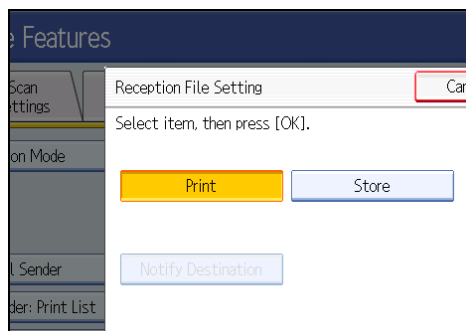 Features
Scan
ttings
Reception File Setting
Select item, then press [OK].
on Mode
Print
Store
l Sender
Notify Destination
der: Print List